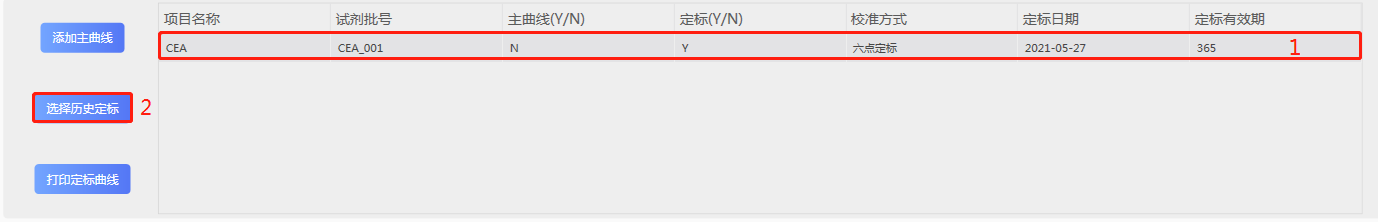 添加主曲线
选择历史定标 2
打印定标曲线
项目名称 试剂批号 主曲线(Y/N) 定标(Y/N) 校准方式 定标日期 定标有效期
CEA CEA_001 N Y 六点定标 2021-05-27 365 1